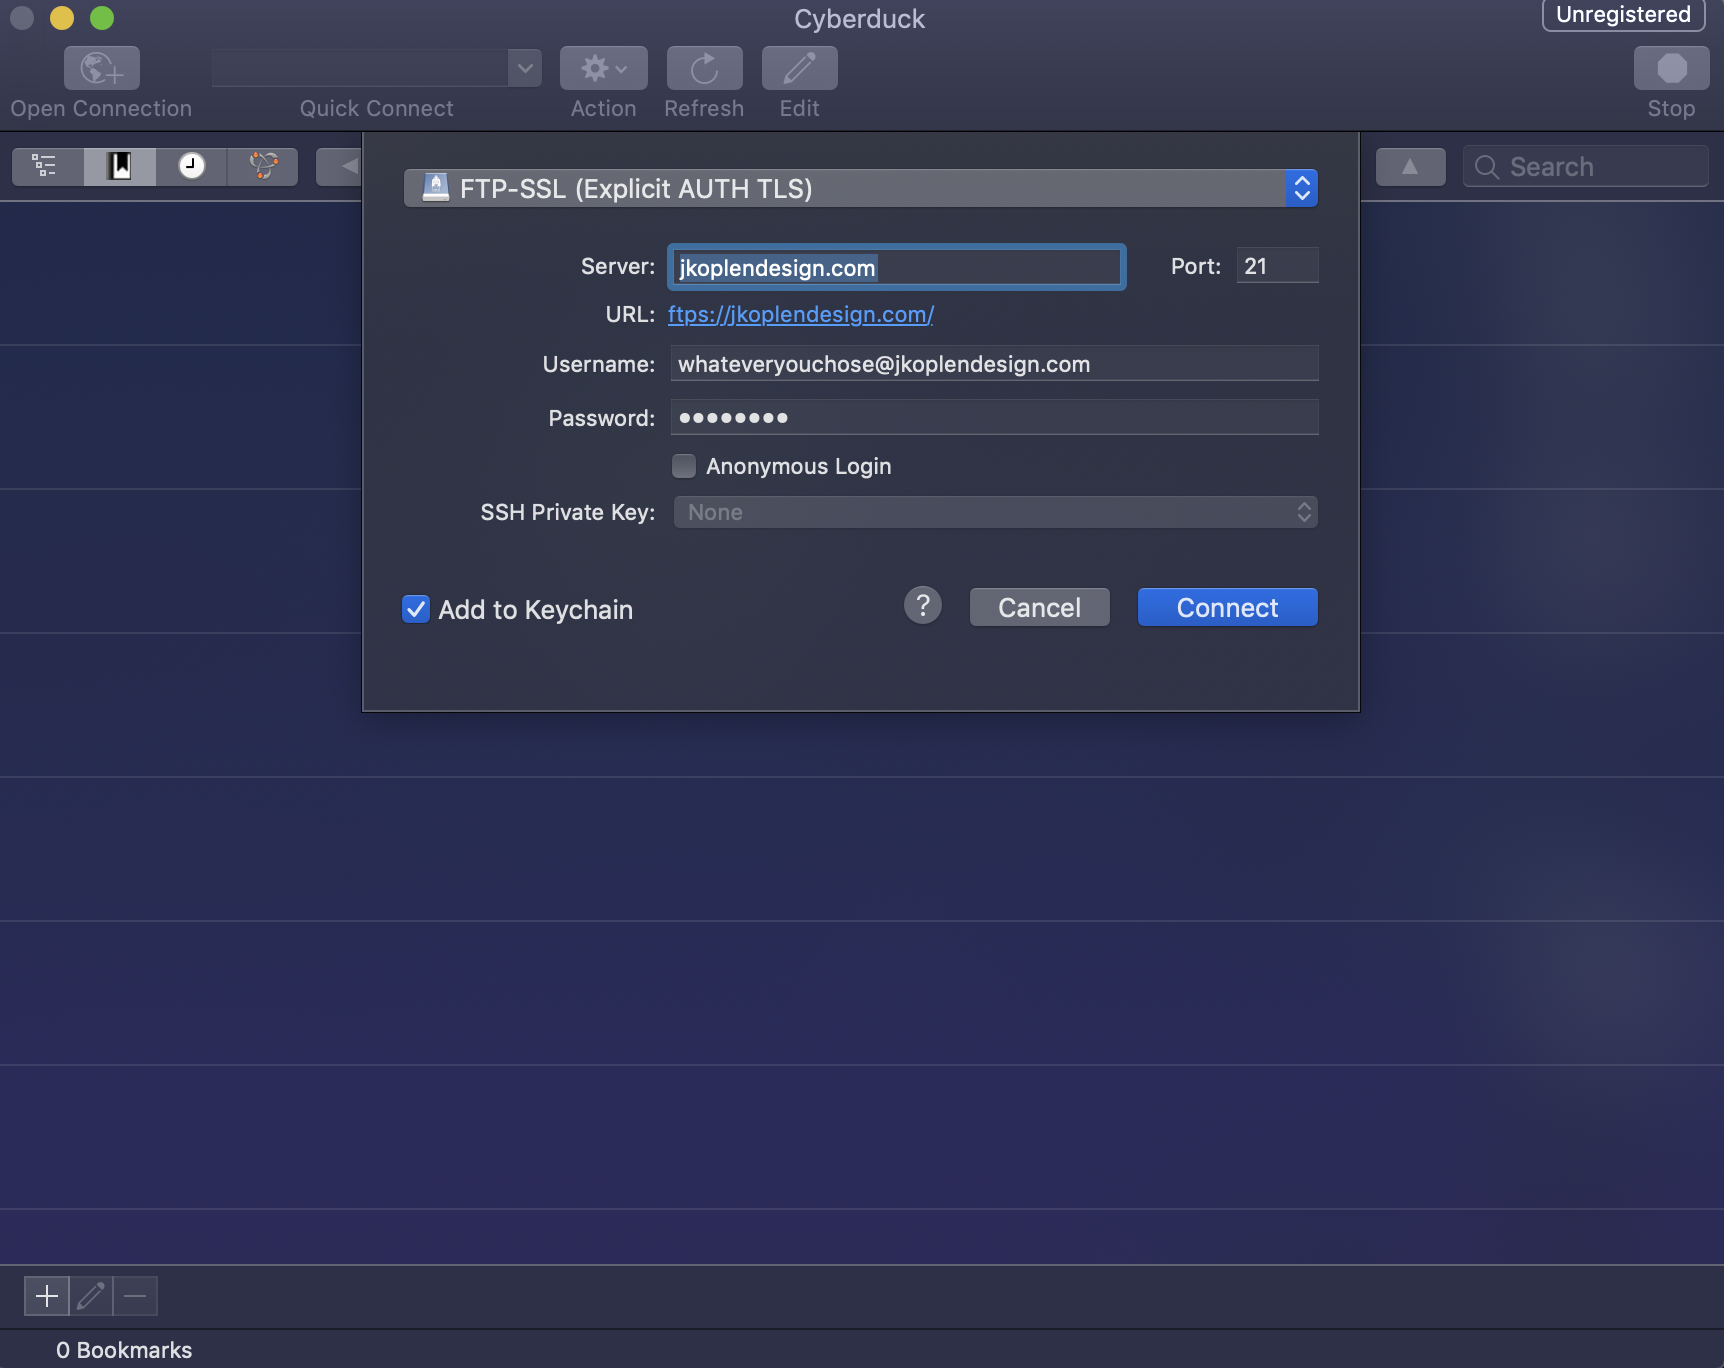 Cyberduck
Unregistered
Open Connection
Quick Connect
Action
Refresh
Edit
Stop
Search
FTP-SSL (Explicit AUTH TLS)
Server: jkoplendesign.com Port: 21
URL: ftps://jkoplendesign.com/
Username: whateveryouchose@jkoplendesign.com
Password: ●●●●●●●●
Anonymous Login
SSH Private Key: None
Add to Keychain ? Cancel Connect
0 Bookmarks